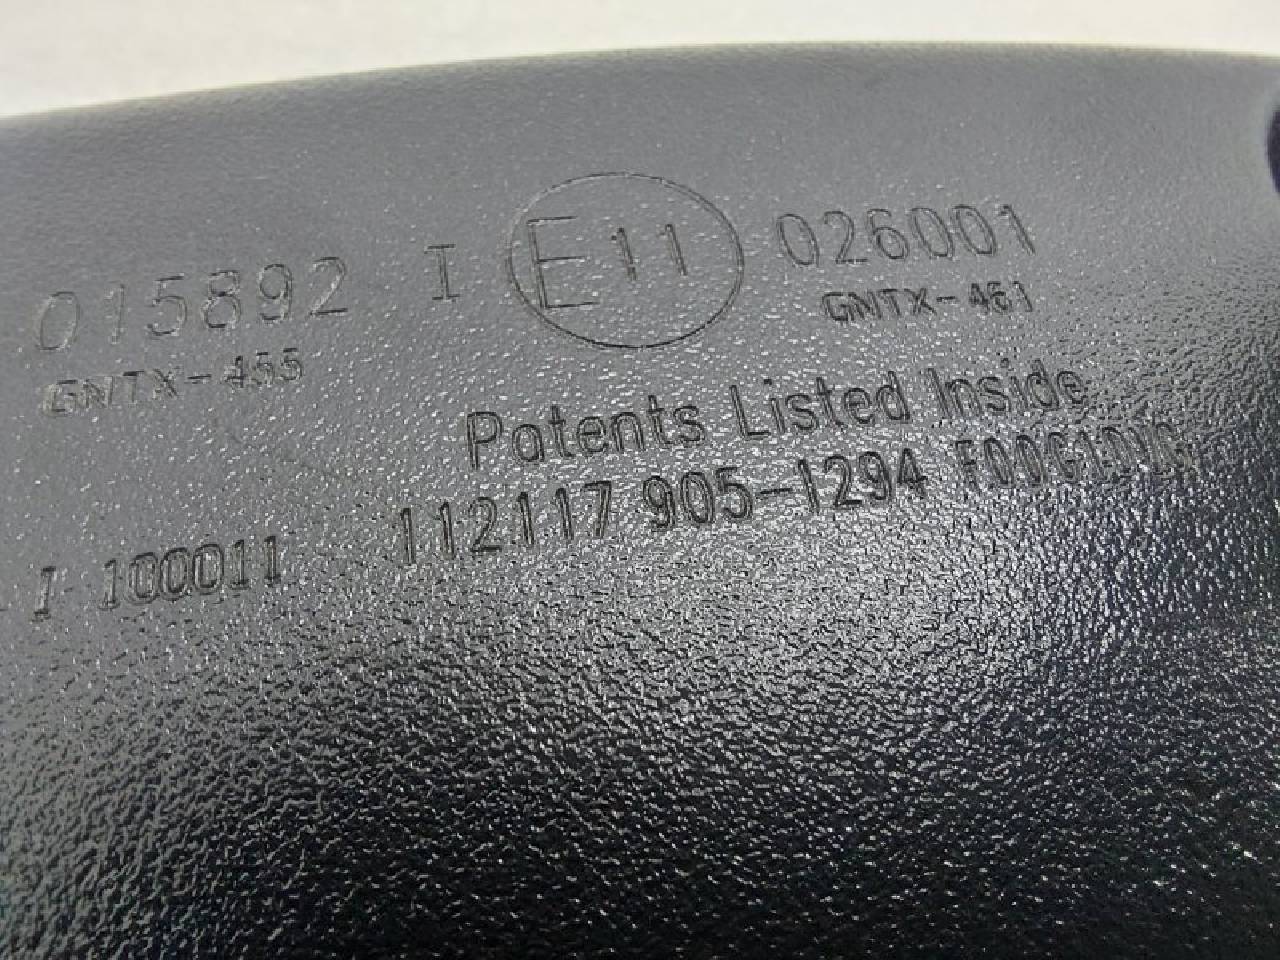 015892 I E11 026001
GNTX-455 GNTX-461
Patents Listed Inside
I 100011 112117 905-1294